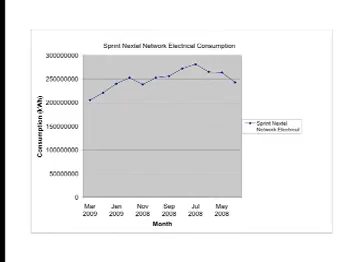 Sprint Nextel Network Electrical Consumption
300000000
250000000
200000000
150000000
100000000
50000000
0
Consumption (kWh)
Mar 2009
Jan 2009
Nov 2008
Sep 2008
Jul 2008
May 2008
Month
Sprint Nextel
Network Electrical